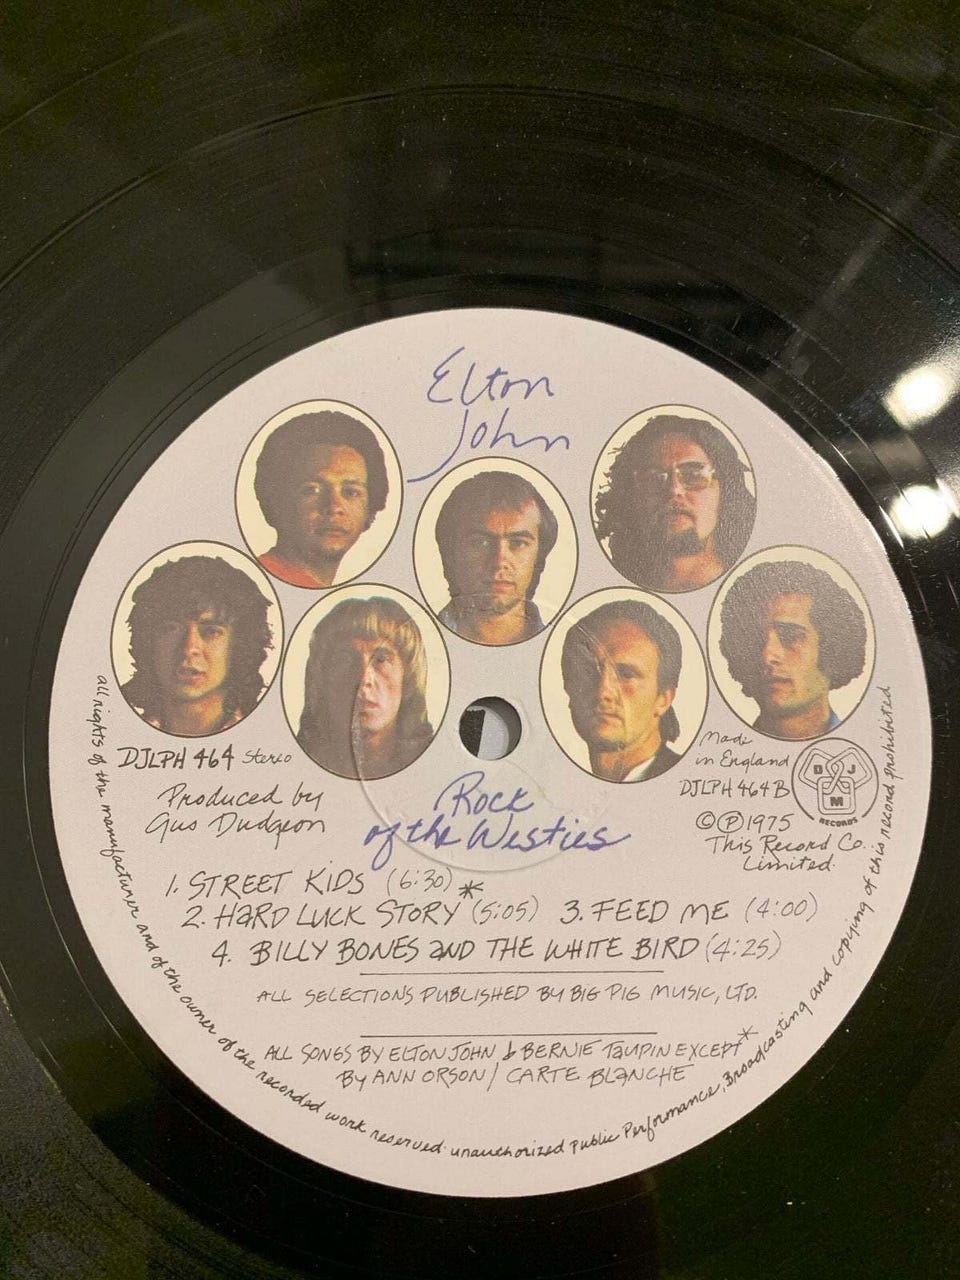 Elton
John
DJLPH 464 Stereo
Produced by
Gus Dudgeon
Rock
of the Westies
Made
in England
DJLPH 464 B
© ℗ 1975
This Record Co.
Limited.
D J
M
RECORDS
1. STREET KIDS (6:30)
2. HARD LUCK STORY * (5:05) 3. FEED ME (4:00)
4. BILLY BONES and THE WHITE BIRD (4:25)
ALL SELECTIONS PUBLISHED BY BIG PIG MUSIC, LTD.
ALL SONGS BY ELTON JOHN & BERNIE TAUPIN EXCEPT *
BY ANN ORSON / CARTE BLANCHE
all rights of the manufacturer and of the owner of the recorded work reserved. unauthorized public Performance, Broadcasting and copying of this record prohibited